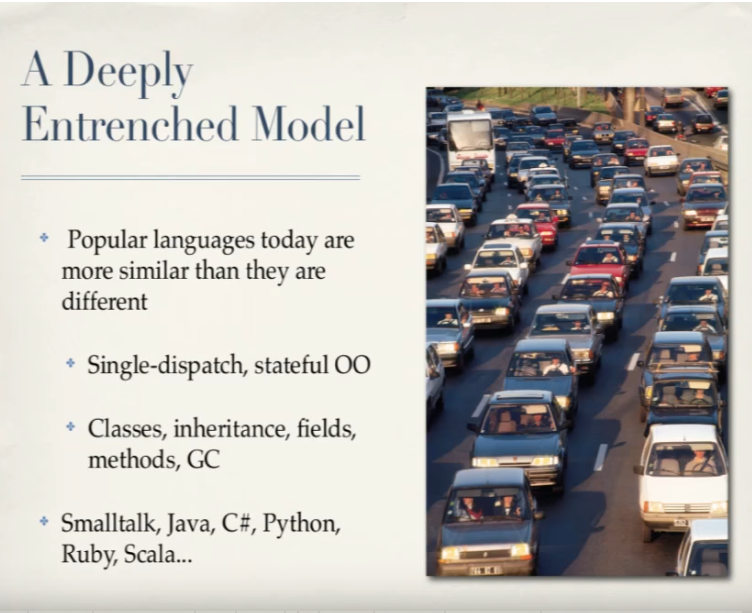 A Deeply
Entrenched Model
Popular languages today are
more similar than they are
different
Single-dispatch, stateful OO
Classes, inheritance, fields,
methods, GC
Smalltalk, Java, C#, Python,
Ruby, Scala...